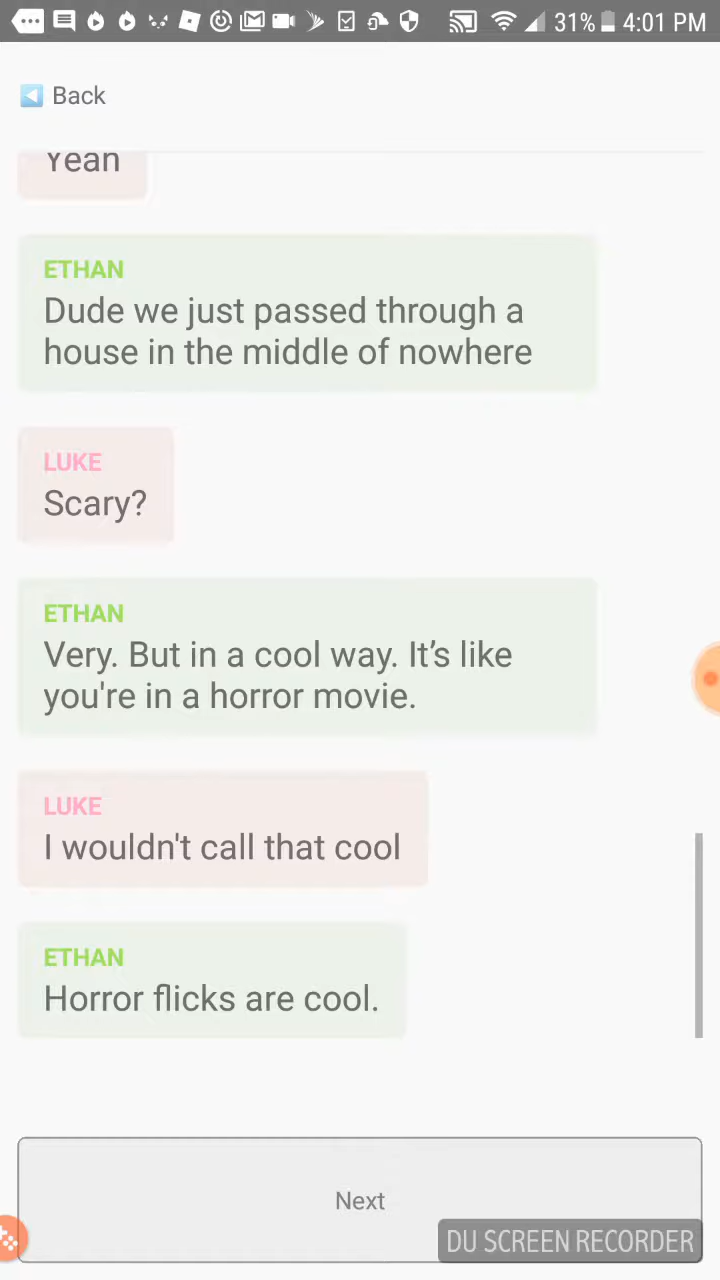 31% 4:01 PM
Back
Yeah
ETHAN
Dude we just passed through a
house in the middle of nowhere
LUKE
Scary?
ETHAN
Very. But in a cool way. It’s like
you're in a horror movie.
LUKE
I wouldn't call that cool
ETHAN
Horror flicks are cool.
Next
DU SCREEN RECORDER